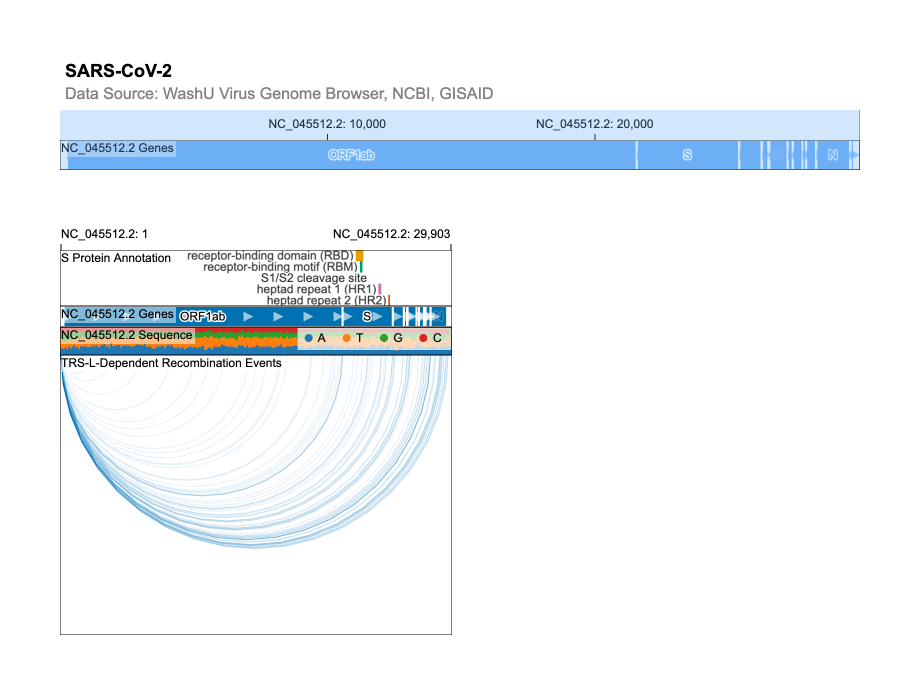 SARS-CoV-2
Data Source: WashU Virus Genome Browser, NCBI, GISAID
NC_045512.2: 10,000 NC_045512.2: 20,000
NC_045512.2 Genes ORF1ab S N
NC_045512.2: 1 NC_045512.2: 29,903
S Protein Annotation receptor-binding domain (RBD)
receptor-binding motif (RBM)
S1/S2 cleavage site
heptad repeat 1 (HR1)
heptad repeat 2 (HR2)
NC_045512.2 Genes ORF1ab S
NC_045512.2 Sequence A T G C
TRS-L-Dependent Recombination Events